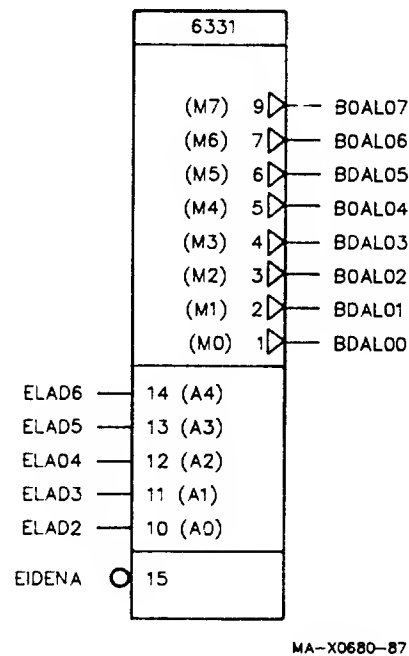 6331
(M7) 9 BOAL07
(M6) 7 BOAL06
(M5) 6 BDAL05
(M4) 5 BOAL04
(M3) 4 BDAL03
(M2) 3 BOAL02
(M1) 2 BDAL01
(M0) 1 BDAL00
ELAD6 14 (A4)
ELAD5 13 (A3)
ELA04 12 (A2)
ELAD3 11 (A1)
ELAD2 10 (A0)
EIDENA 15
MA-X0680-87